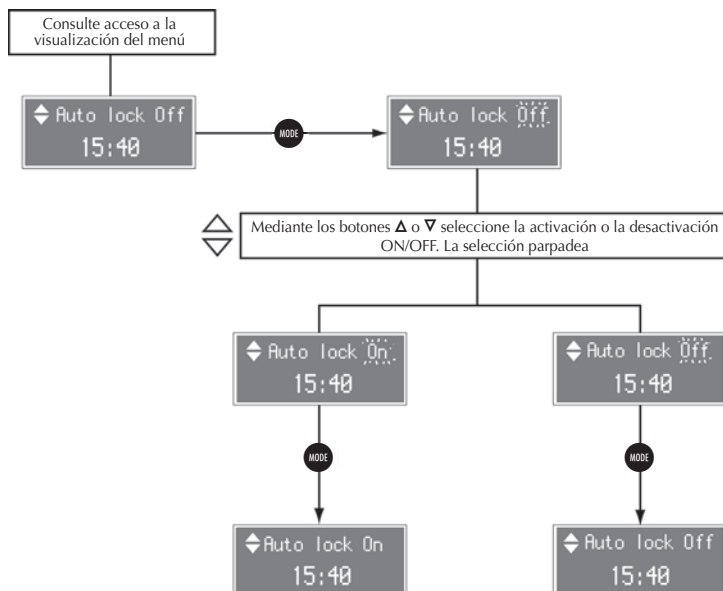 Consulte acceso a la
visualización del menú
Auto lock Off
15:40
MODE
Auto lock Off
15:40
Mediante los botones Δ o ∇ seleccione la activación o la desactivación
ON/OFF. La selección parpadea
Auto lock On
15:40
Auto lock Off
15:40
MODE
MODE
Auto lock On
15:40
Auto lock Off
15:40